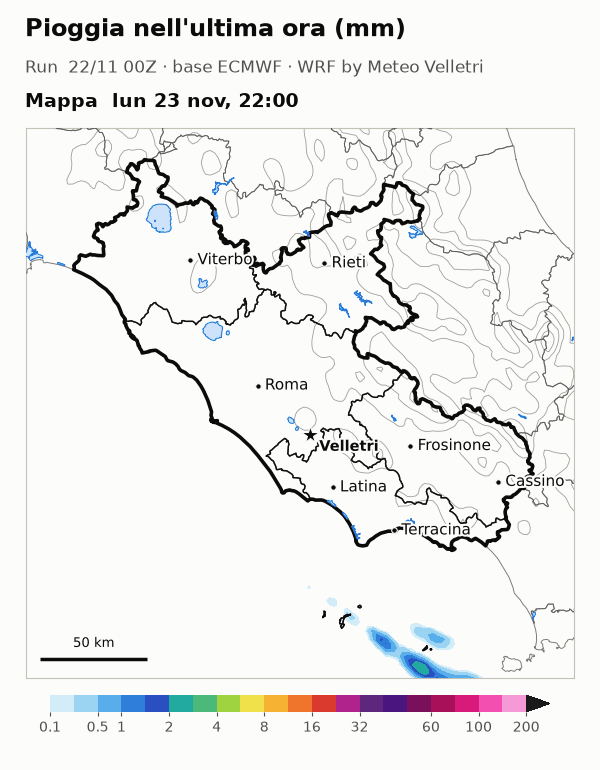 Pioggia nell'ultima ora (mm)
Run  22/11 00Z · base ECMWF · WRF by Meteo Velletri
Mappa  lun 23 nov, 22:00
Viterbo
Rieti
Roma
Velletri
Frosinone
Latina
Cassino
Terracina
50 km
0.1 0.5 1 2 4 8 16 32 60 100 200